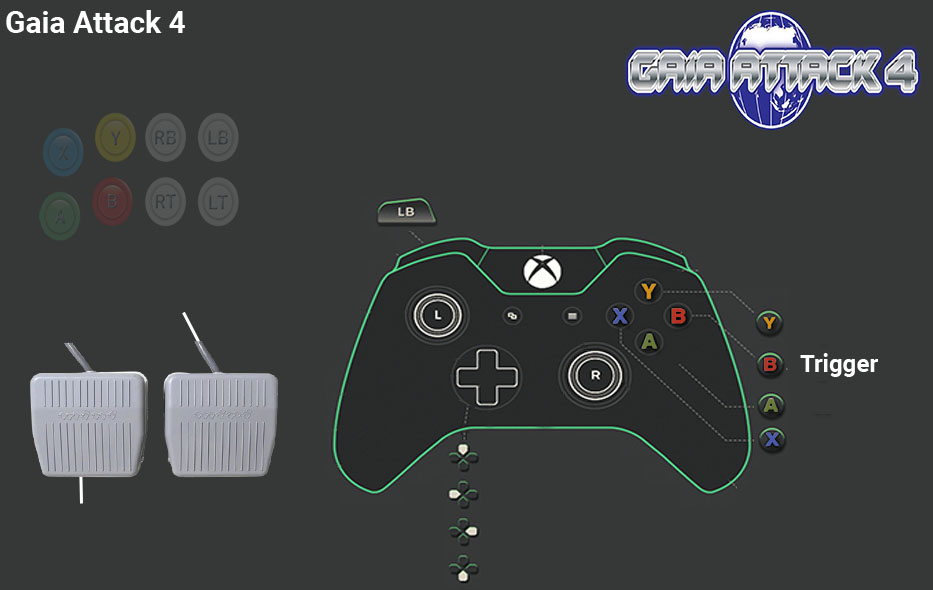 Gaia Attack 4
GAIA ATTACK 4
X Y RB LB
A B RT LT
LB
Y
L X B Y
A
R B Trigger
A
X